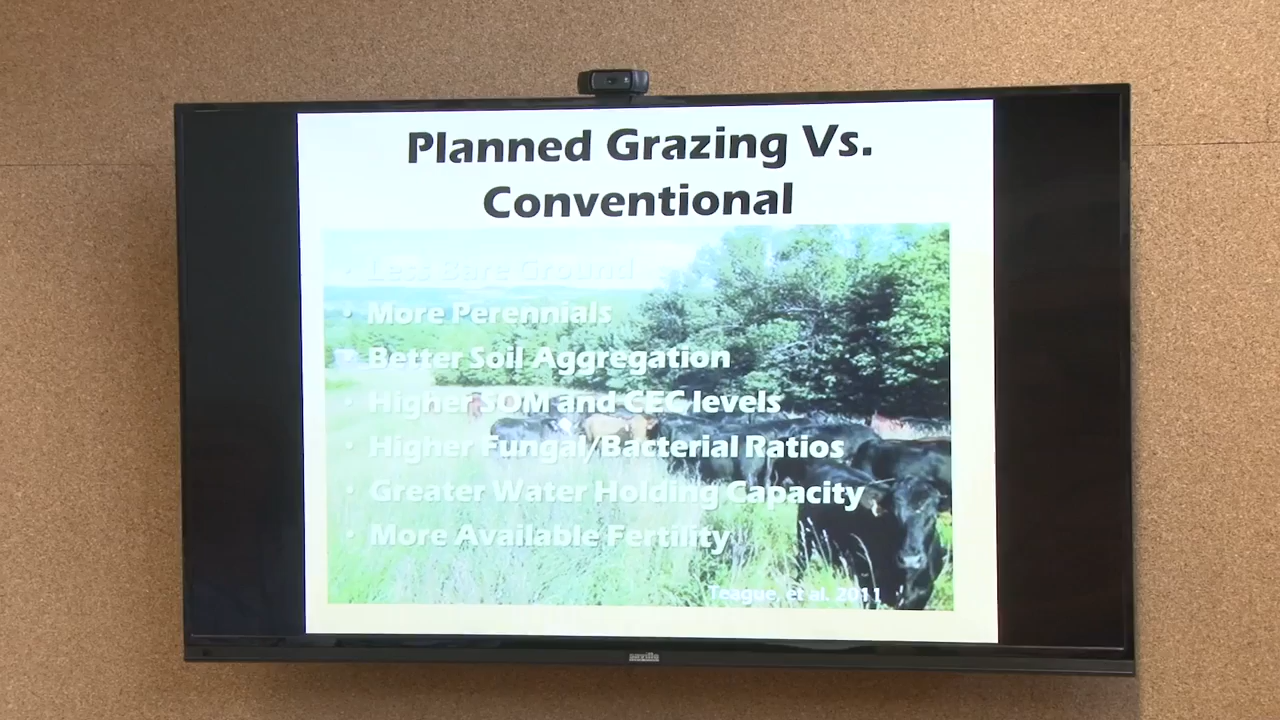 Planned Grazing Vs.
Conventional
• Less Bare Ground
• More Perennials
• Better Soil Aggregation
• Higher SOM and CEC levels
• Higher Fungal/Bacterial Ratios
• Greater Water Holding Capacity
• More Available Fertility
Teague, et al. 2011